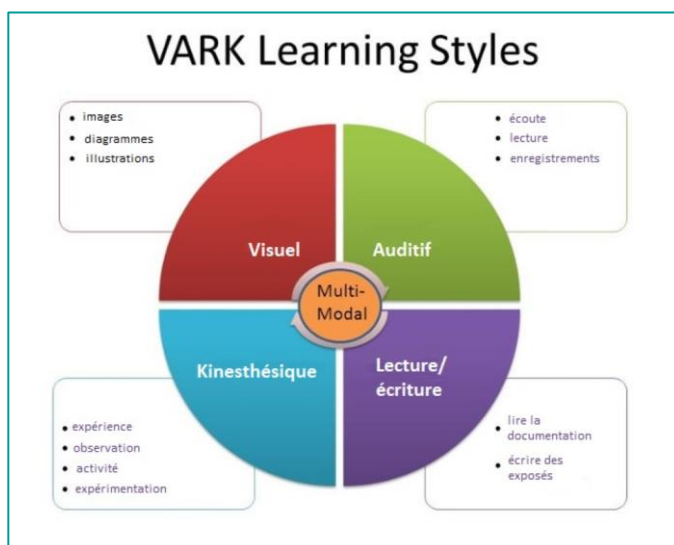 VARK Learning Styles
images
diagrammes
illustrations
écoute
lecture
enregistrements
Visuel
Auditif
Multi-
Modal
Kinesthésique
Lecture/
écriture
expérience
observation
activité
expérimentation
lire la
documentation
écrire des
exposés